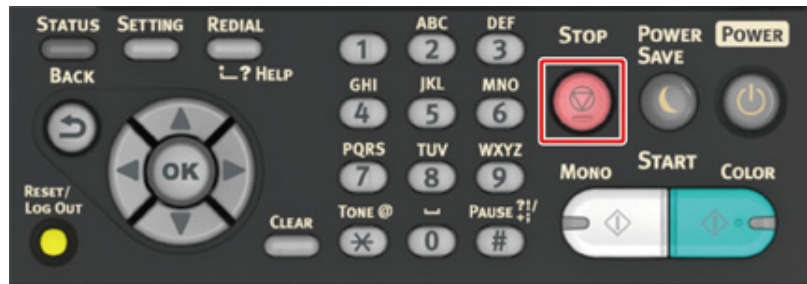 STATUS SETTING REDIAL
? HELP
BACK
OK
RESET/
LOG OUT
CLEAR
ABC DEF
1 2 3
GHI JKL MNO
4 5 6
PQRS TUV WXYZ
7 8 9
TONE @ ␣ PAUSE ?!/+;
* 0 #
STOP
POWER
SAVE
POWER
MONO START COLOR